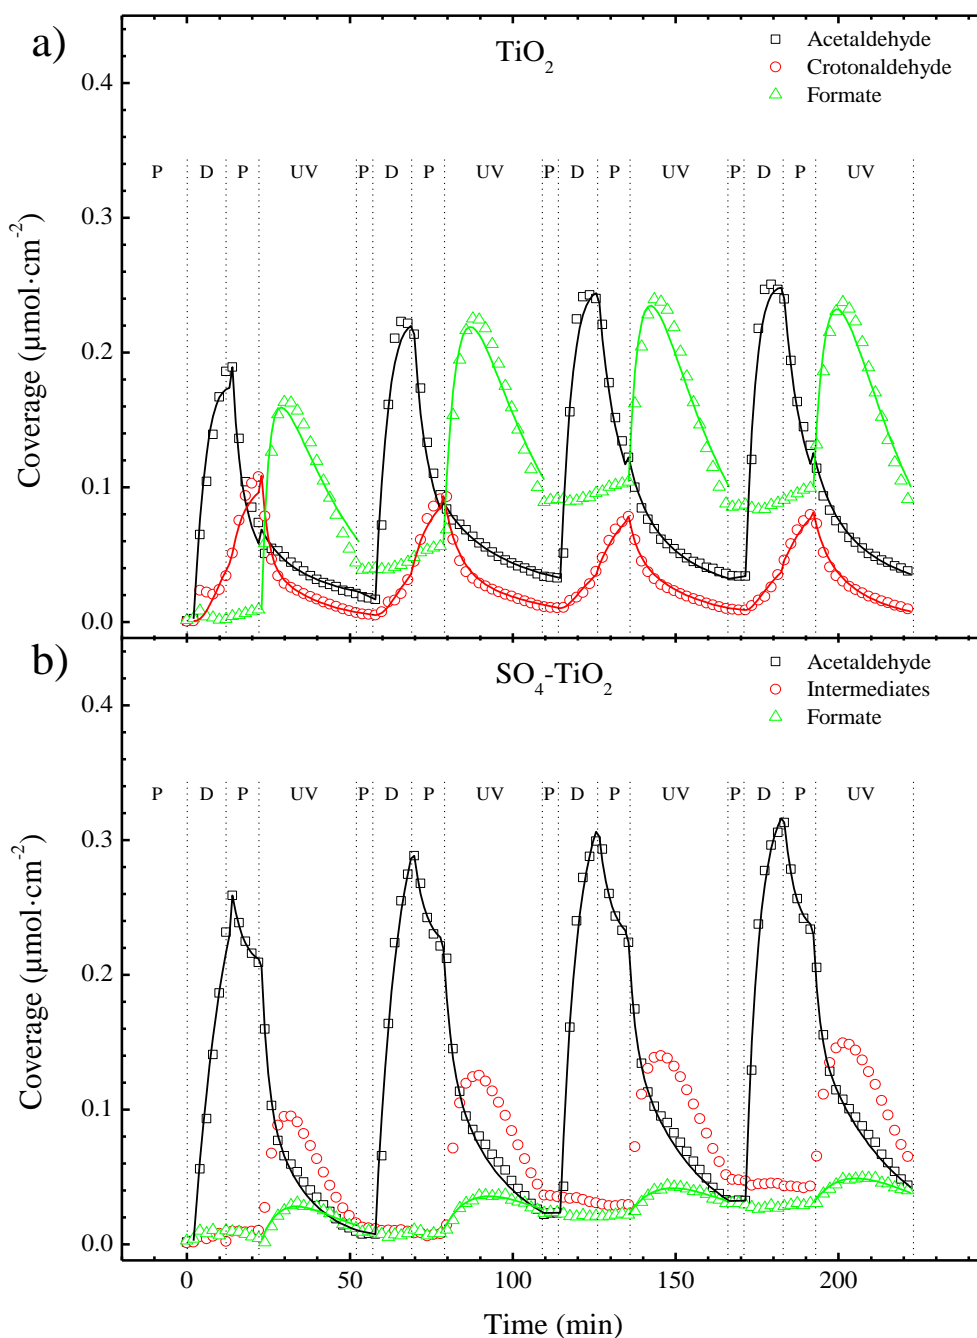 a)
TiO2
Acetaldehyde
Crotonaldehyde
Formate
0.4
0.3
0.2
0.1
0.0
Coverage (µmol·cm-2)
P D P UV P D P UV P D P UV P D P UV
b)
SO4-TiO2
Acetaldehyde
Intermediates
Formate
0.4
0.3
0.2
0.1
0.0
Coverage (µmol·cm-2)
P D P UV P D P UV P D P UV P D P UV
0 50 100 150 200
Time (min)